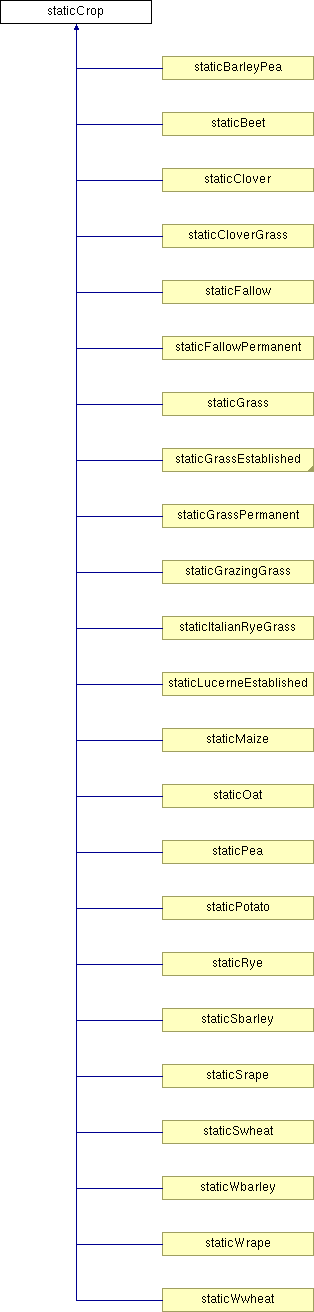 staticCrop
staticBarleyPea
staticBeet
staticClover
staticCloverGrass
staticFallow
staticFallowPermanent
staticGrass
staticGrassEstablished
staticGrassPermanent
staticGrazingGrass
staticItalianRyeGrass
staticLucerneEstablished
staticMaize
staticOat
staticPea
staticPotato
staticRye
staticSbarley
staticSrape
staticSwheat
staticWbarley
staticWrape
staticWwheat